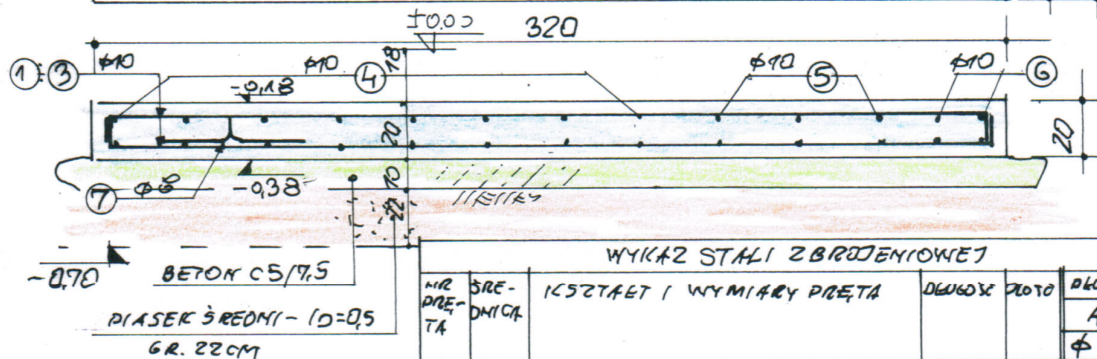 ±0.00
320
① ③ φ10
φ10 ④
18
φ10 ⑤
φ10 ⑥
-0,18
20
20
⑦ φ6
-0,38
10
22
-0,70
BETON C5/7,5
PIASEK ŚREDNI - ID=0,5
GR. 22CM
WYKAZ STALI ZBROJENIOWEJ
NR PRĘ- TA
ŚRE- DNICA
KSZTAŁT I WYMIARY PRĘTA
DŁUGOŚĆ
φ